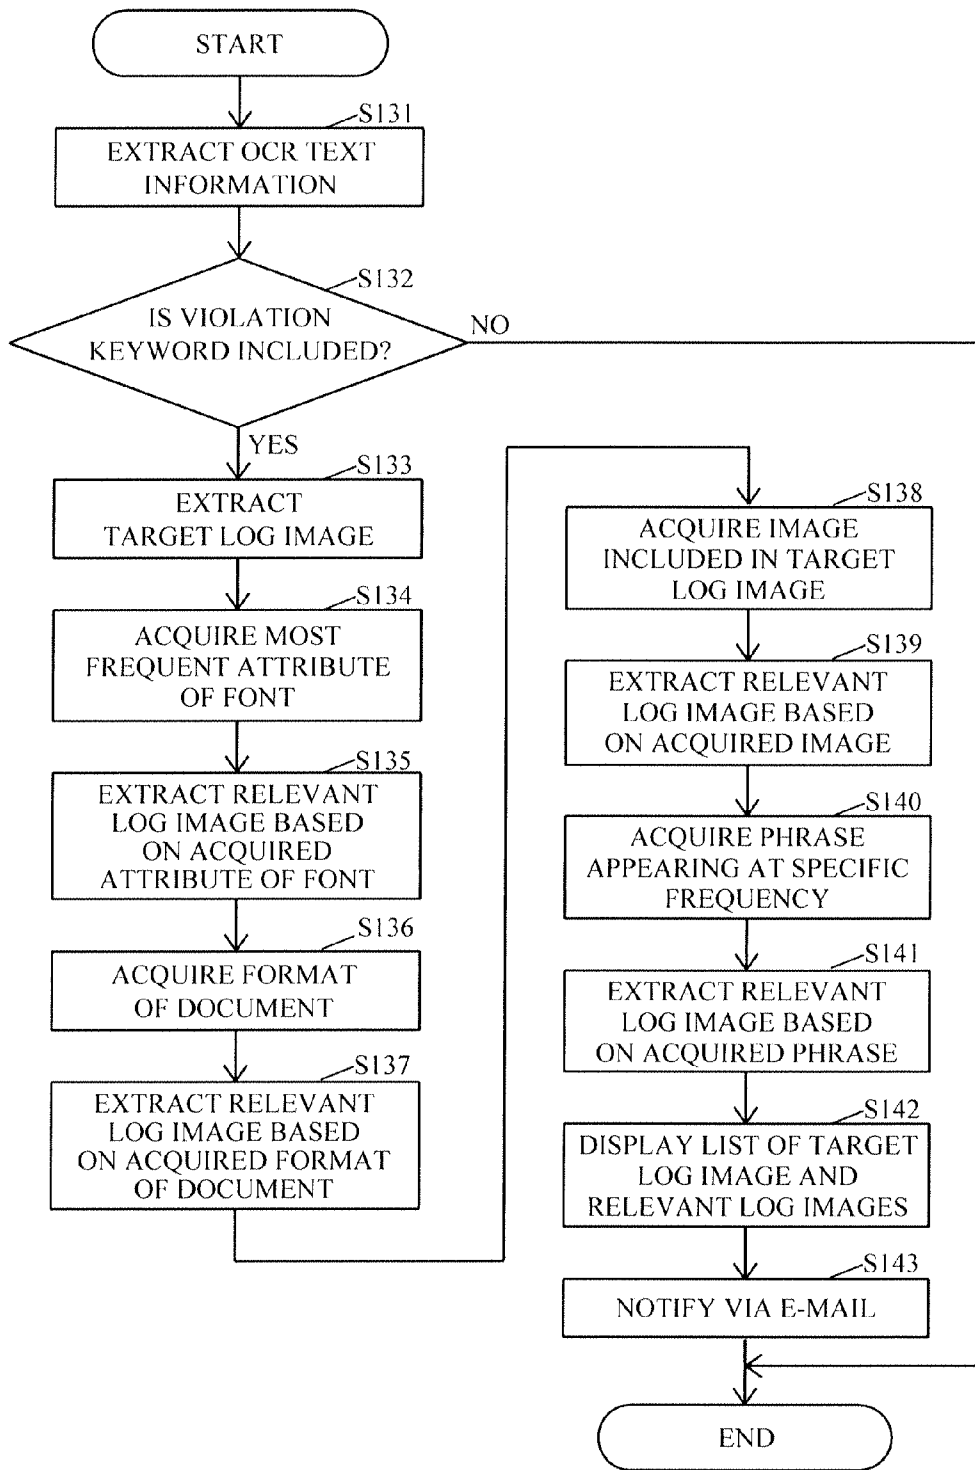 START
S131
EXTRACT OCR TEXT
INFORMATION
S132
IS VIOLATION
KEYWORD INCLUDED?
NO
YES
S133
EXTRACT
TARGET LOG IMAGE
S134
ACQUIRE MOST
FREQUENT ATTRIBUTE
OF FONT
S135
EXTRACT RELEVANT
LOG IMAGE BASED
ON ACQUIRED
ATTRIBUTE OF FONT
S136
ACQUIRE FORMAT
OF DOCUMENT
S137
EXTRACT RELEVANT
LOG IMAGE BASED
ON ACQUIRED FORMAT
OF DOCUMENT
S138
ACQUIRE IMAGE
INCLUDED IN TARGET
LOG IMAGE
S139
EXTRACT RELEVANT
LOG IMAGE BASED
ON ACQUIRED IMAGE
S140
ACQUIRE PHRASE
APPEARING AT SPECIFIC
FREQUENCY
S141
EXTRACT RELEVANT
LOG IMAGE BASED
ON ACQUIRED PHRASE
S142
DISPLAY LIST OF TARGET
LOG IMAGE AND
RELEVANT LOG IMAGES
S143
NOTIFY VIA E-MAIL
END